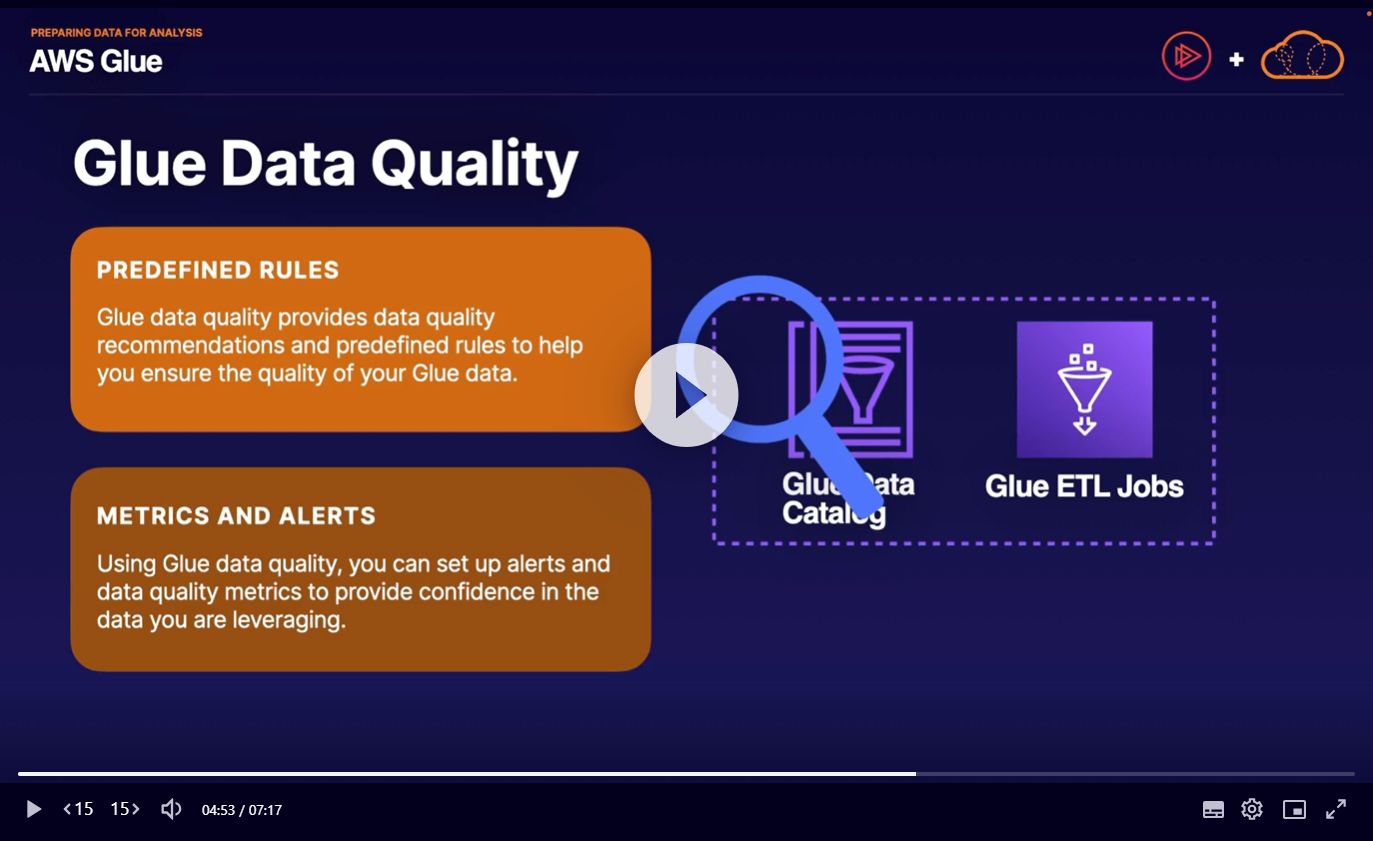 PREPARING DATA FOR ANALYSIS
AWS Glue
+
Glue Data Quality
PREDEFINED RULES
Glue data quality provides data quality
recommendations and predefined rules to help
you ensure the quality of your Glue data.
METRICS AND ALERTS
Using Glue data quality, you can set up alerts and
data quality metrics to provide confidence in the
data you are leveraging.
Glue Data
Catalog
Glue ETL Jobs
<15 15> 04:53 / 07:17